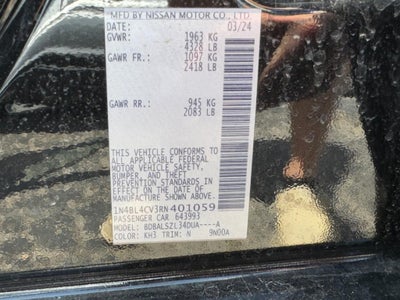 MFD BY NISSAN MOTOR CO., LTD.
03/24
GVWR: 1963 KG
4328 LB
GAWR FR: 1097 KG
2418 LB
GAWR RR: 945 KG
2083 LB
THIS VEHICLE CONFORMS TO
ALL APPLICABLE FEDERAL
MOTOR VEHICLE SAFETY,
BUMPER, AND THEFT
PREVENTION STANDARDS IN
EFFECT ON THE DATE OF
MANUFACTURE SHOWN ABOVE.
1N4BL4CV3RN401059
PASSENGER CAR 643993
MODEL: BDBALSZL34DUA----A
COLOR: KH3 TRIM: N 9N00A